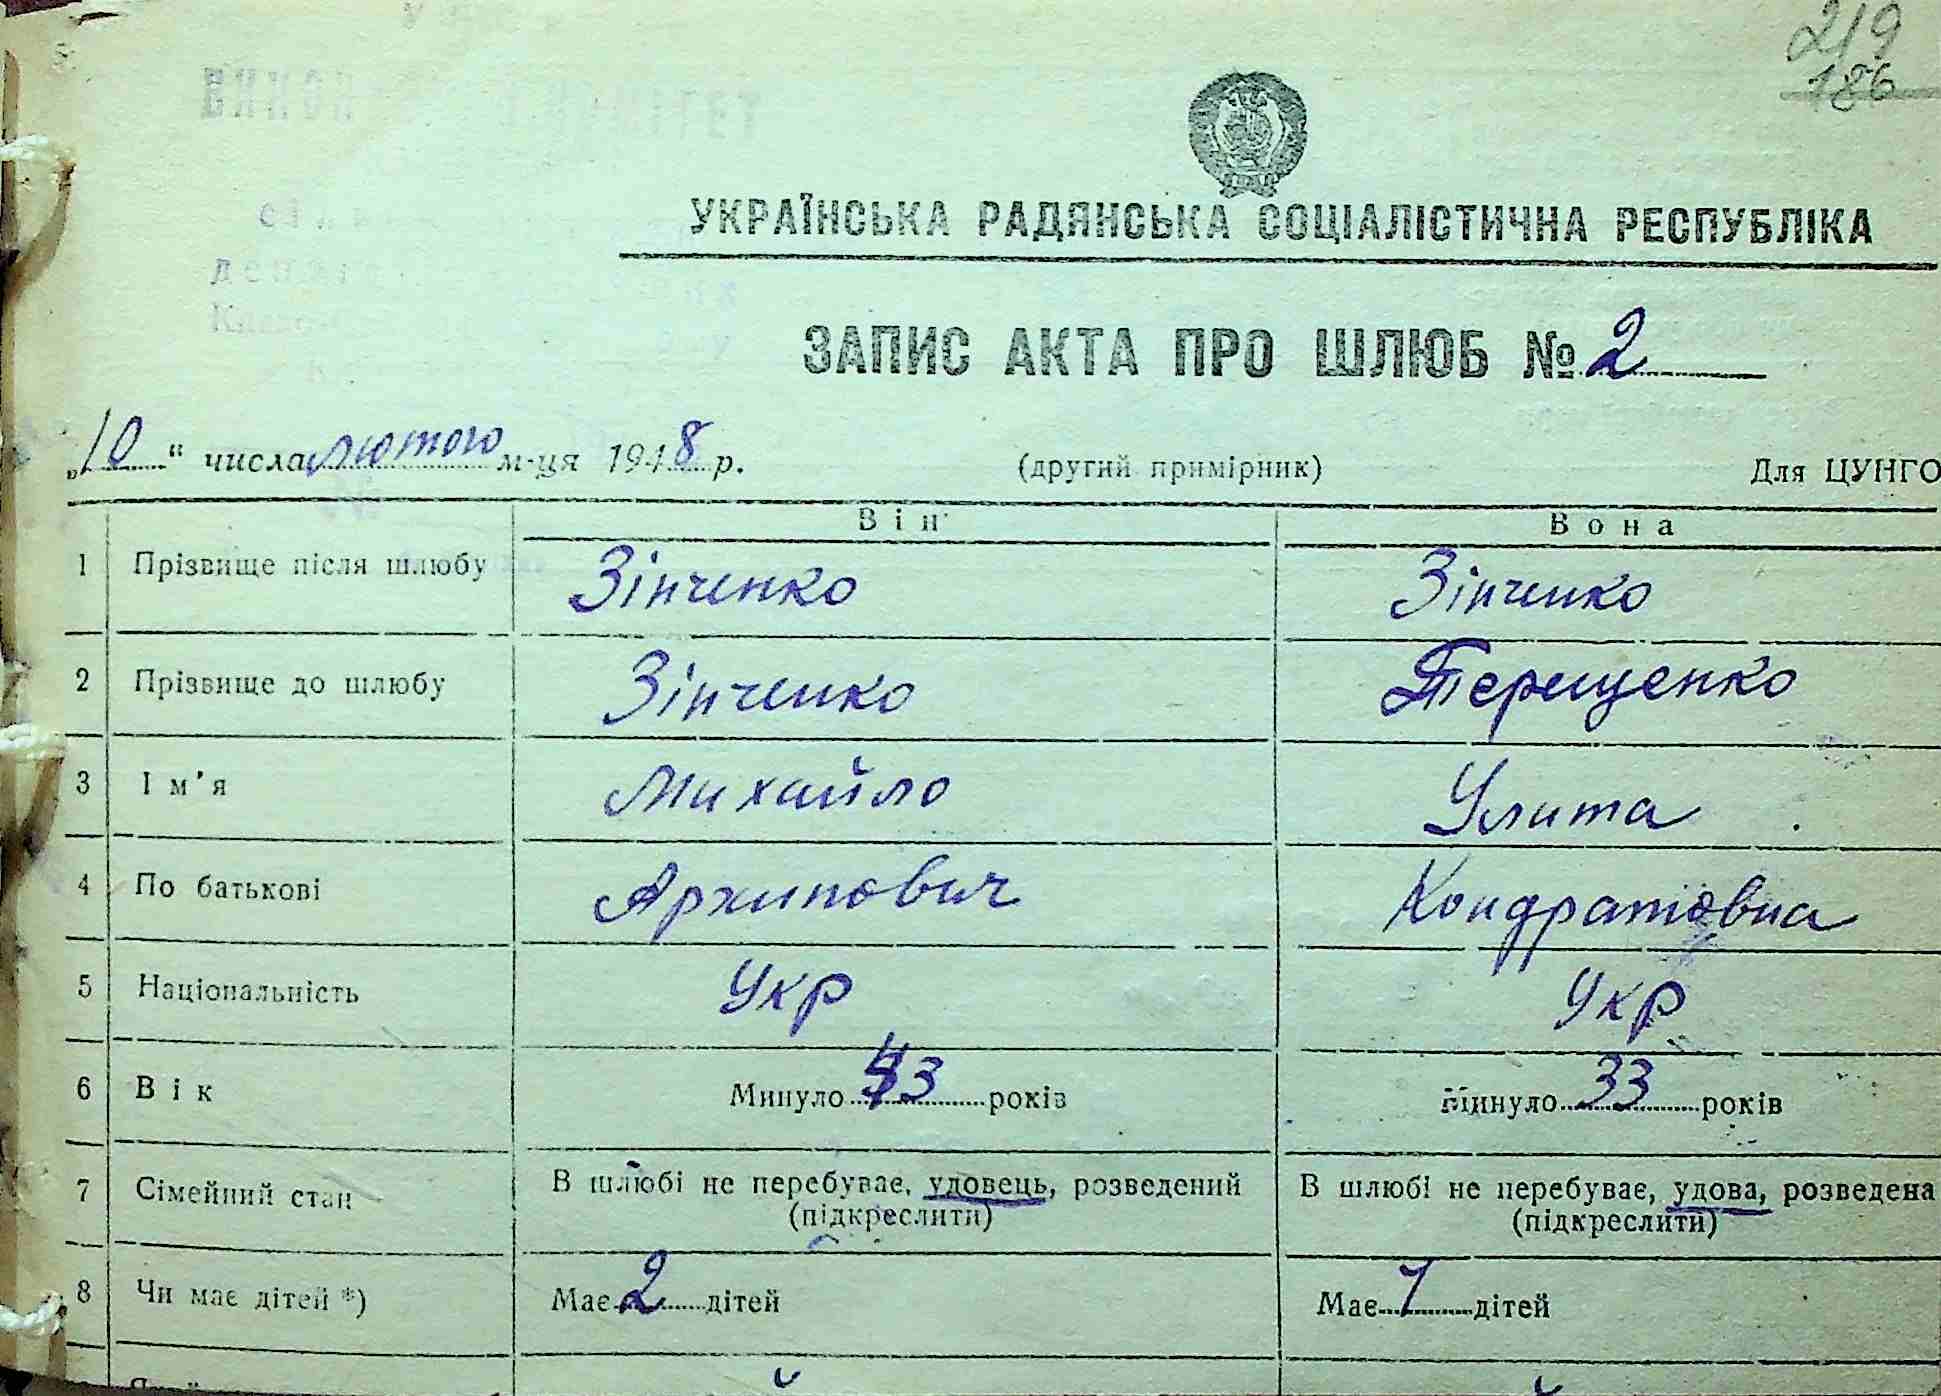 219
186
УКРАЇНСЬКА РАДЯНСЬКА СОЦІАЛІСТИЧНА РЕСПУБЛІКА
ЗАПИС АКТА ПРО ШЛЮБ № 2
„10“ числа лютого м-ця 1948 р. (другий примірник) Для ЦУНГО
Він Вона
1 Прізвище після шлюбу Зінченко Зінченко
2 Прізвище до шлюбу Зінченко Терещенко
3 Ім'я Михайло Улита
4 По батькові Архипович Кондратовна
5 Національність Укр Укр
6 Вік Минуло 43 років Минуло 33 років
7 Сімейний стан В шлюбі не перебуває, удовець, розведений В шлюбі не перебуває, удова, розведена
(підкреслити) (підкреслити)
8 Чи має дітей *) Має 2 дітей Має 1 дітей